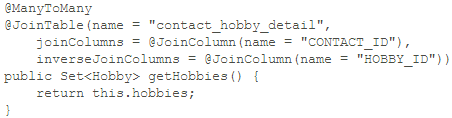 @ManyToMany
@JoinTable(name = "contact_hobby_detail",
    joinColumns = @JoinColumn(name = "CONTACT_ID"),
    inverseJoinColumns = @JoinColumn(name = "HOBBY_ID"))
public Set<Hobby> getHobbies() {
    return this.hobbies;
}